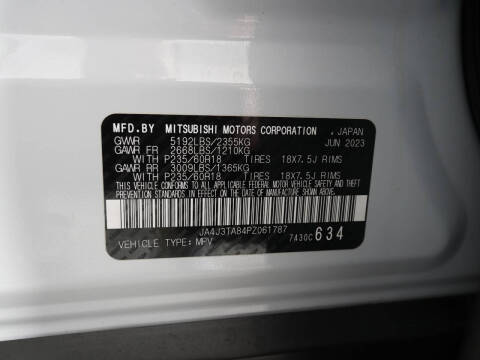 MFD.BY MITSUBISHI MOTORS CORPORATION . JAPAN
GVWR 5192LBS/2355KG JUN 2023
GAWR FR 2668LBS/1210KG
WITH P235/60R18 TIRES 18X7.5J RIMS
GAWR RR 3009LBS/1365KG
WITH P235/60R18 TIRES 18X7.5J RIMS
THIS VEHICLE CONFORMS TO ALL APPLICABLE FEDERAL MOTOR VEHICLE SAFETY AND THEFT
PREVENTION STANDARDS IN EFFECT ON THE DATE OF MANUFACTURE SHOWN ABOVE.
JA4J3TA84PZ061787
VEHICLE TYPE: MPV 7430C 634